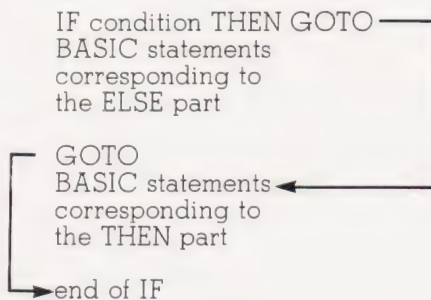 IF condition THEN GOTO
BASIC statements
corresponding to
the ELSE part
GOTO
BASIC statements
corresponding to
the THEN part
end of IF